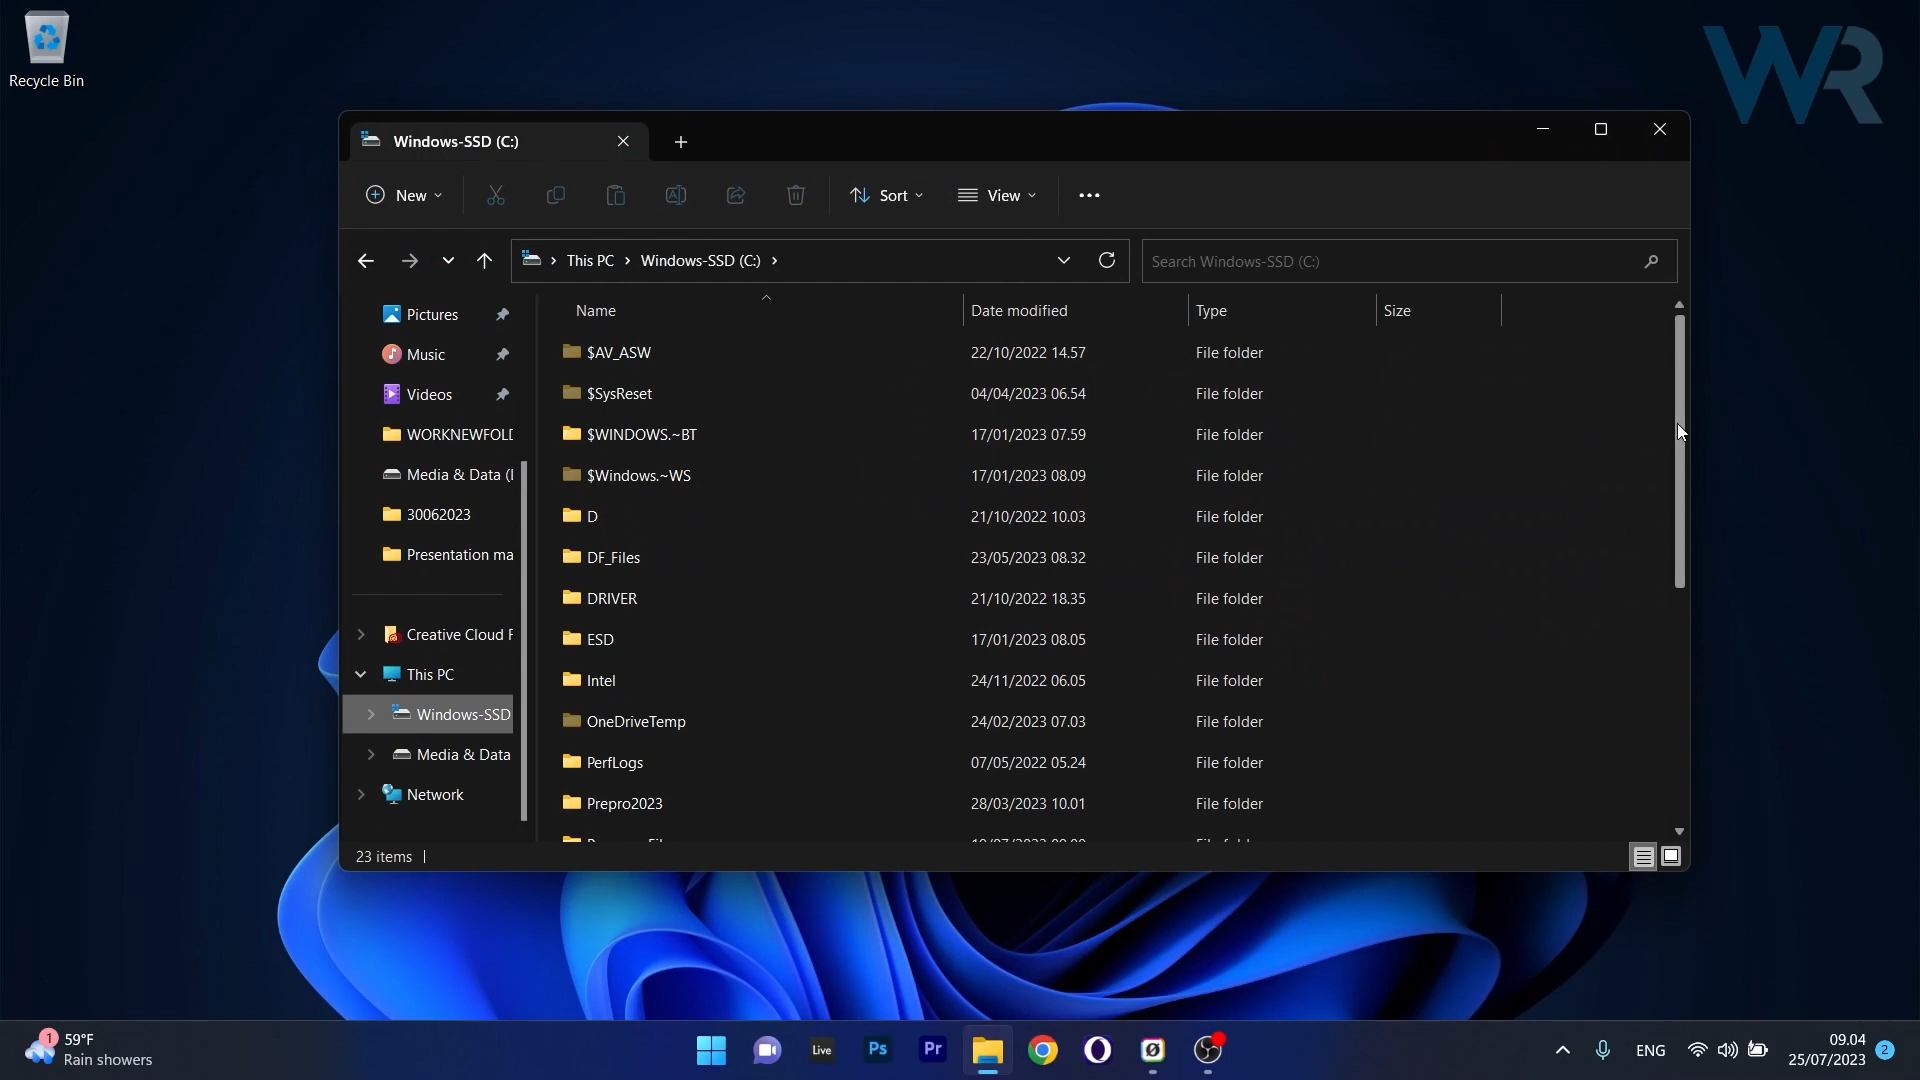 Recycle Bin
WR
Windows-SSD (C:)
New
Sort
View
This PC
Windows-SSD (C:)
Search Windows-SSD (C:)
Name
Date modified
Type
Size
Pictures
Music
Videos
WORKNEWFOLD
Media & Data (
30062023
Presentation ma
Creative Cloud F
This PC
Windows-SSD
Media & Data
Network
$AV_ASW 22/10/2022 14.57 File folder
$SysReset 04/04/2023 06.54 File folder
$WINDOWS.~BT 17/01/2023 07.59 File folder
$Windows.~WS 17/01/2023 08.09 File folder
D 21/10/2022 10.03 File folder
DF_Files 23/05/2023 08.32 File folder
DRIVER 21/10/2022 18.35 File folder
ESD 17/01/2023 08.05 File folder
Intel 24/11/2022 06.05 File folder
OneDriveTemp 24/02/2023 07.03 File folder
PerfLogs 07/05/2022 05.24 File folder
Prepro2023 28/03/2023 10.01 File folder
23 items
1
59°F
Rain showers
Live
Ps
Pr
ENG
09.04
25/07/2023
2